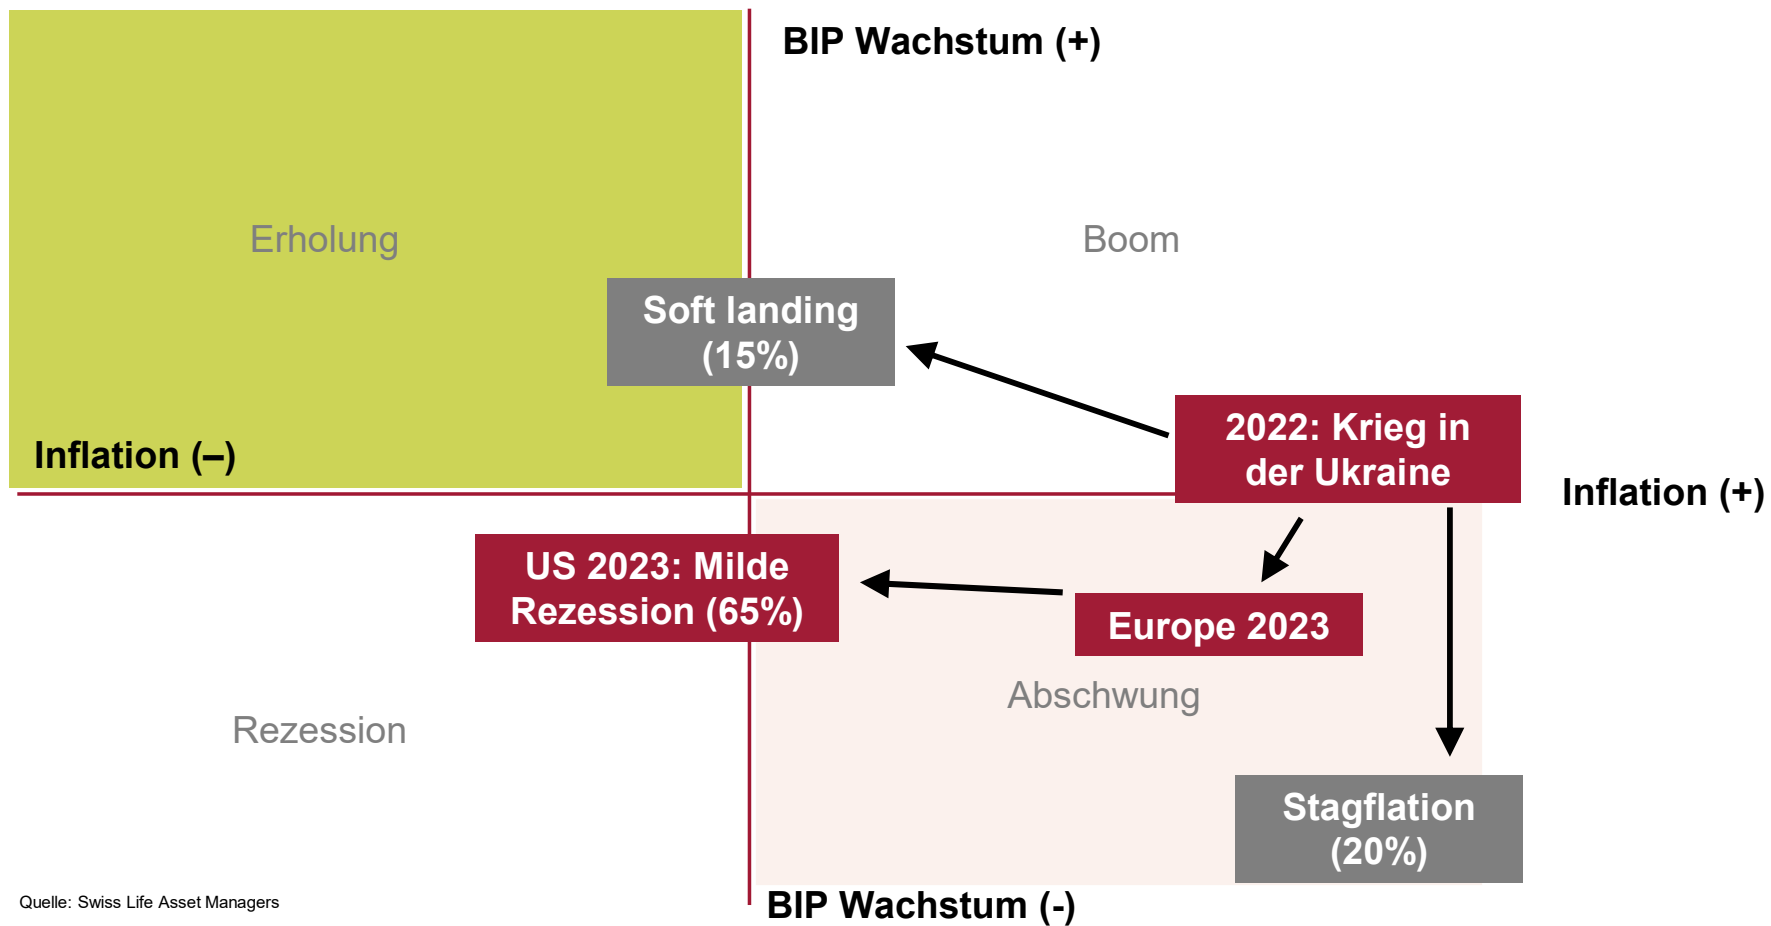 BIP Wachstum (+)
Erholung
Boom
Soft landing
(15%)
2022: Krieg in
der Ukraine
Inflation (–)
Inflation (+)
US 2023: Milde
Rezession (65%)
Europe 2023
Abschwung
Rezession
Stagflation
(20%)
Quelle: Swiss Life Asset Managers
BIP Wachstum (-)